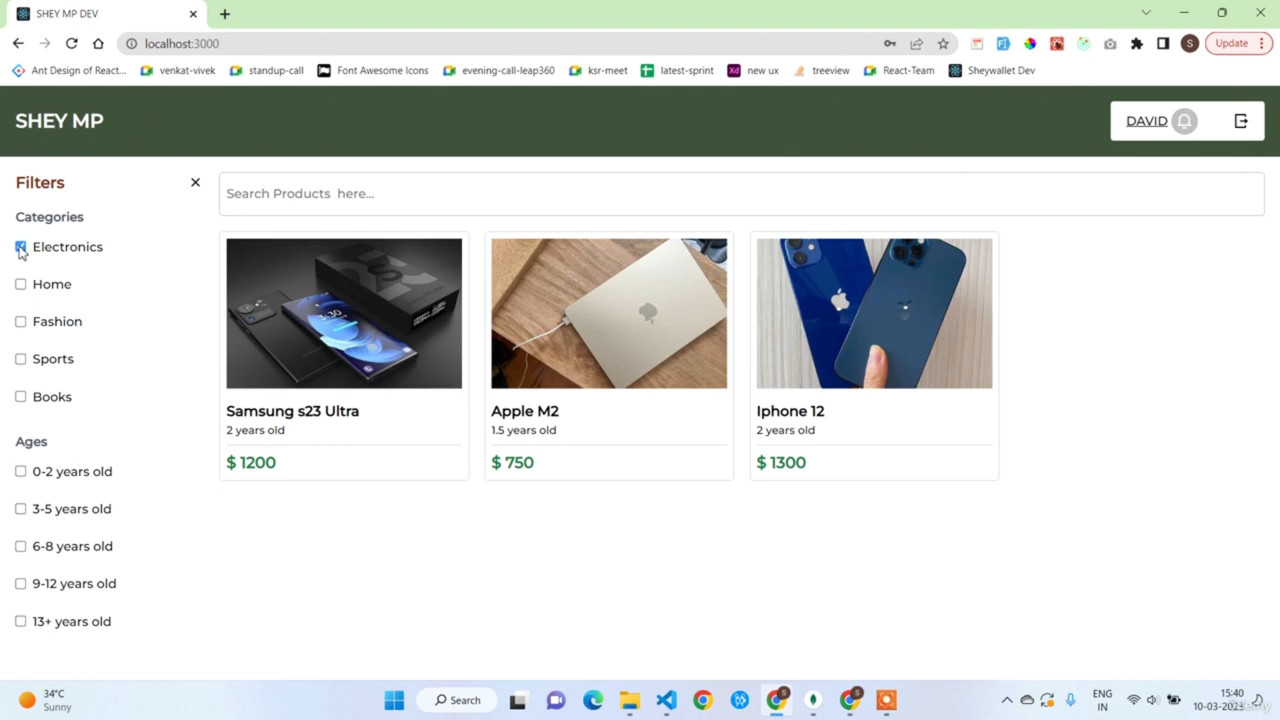 SHEY MP DEV
localhost:3000
Update
Ant Design of React...
venkat-vivek
standup-call
Font Awesome Icons
evening-call-leap360
ksr-meet
latest-sprint
new ux
treeview
React-Team
Sheywallet Dev
SHEY MP
DAVID
Filters
Search Products here...
Categories
Electronics
Home
Fashion
Sports
Books
Samsung s23 Ultra
2 years old
$ 1200
Apple M2
1.5 years old
$ 750
Iphone 12
2 years old
$ 1300
Ages
0-2 years old
3-5 years old
6-8 years old
9-12 years old
13+ years old
34°C
Sunny
Search
ENG
IN
15:40
10-03-2023